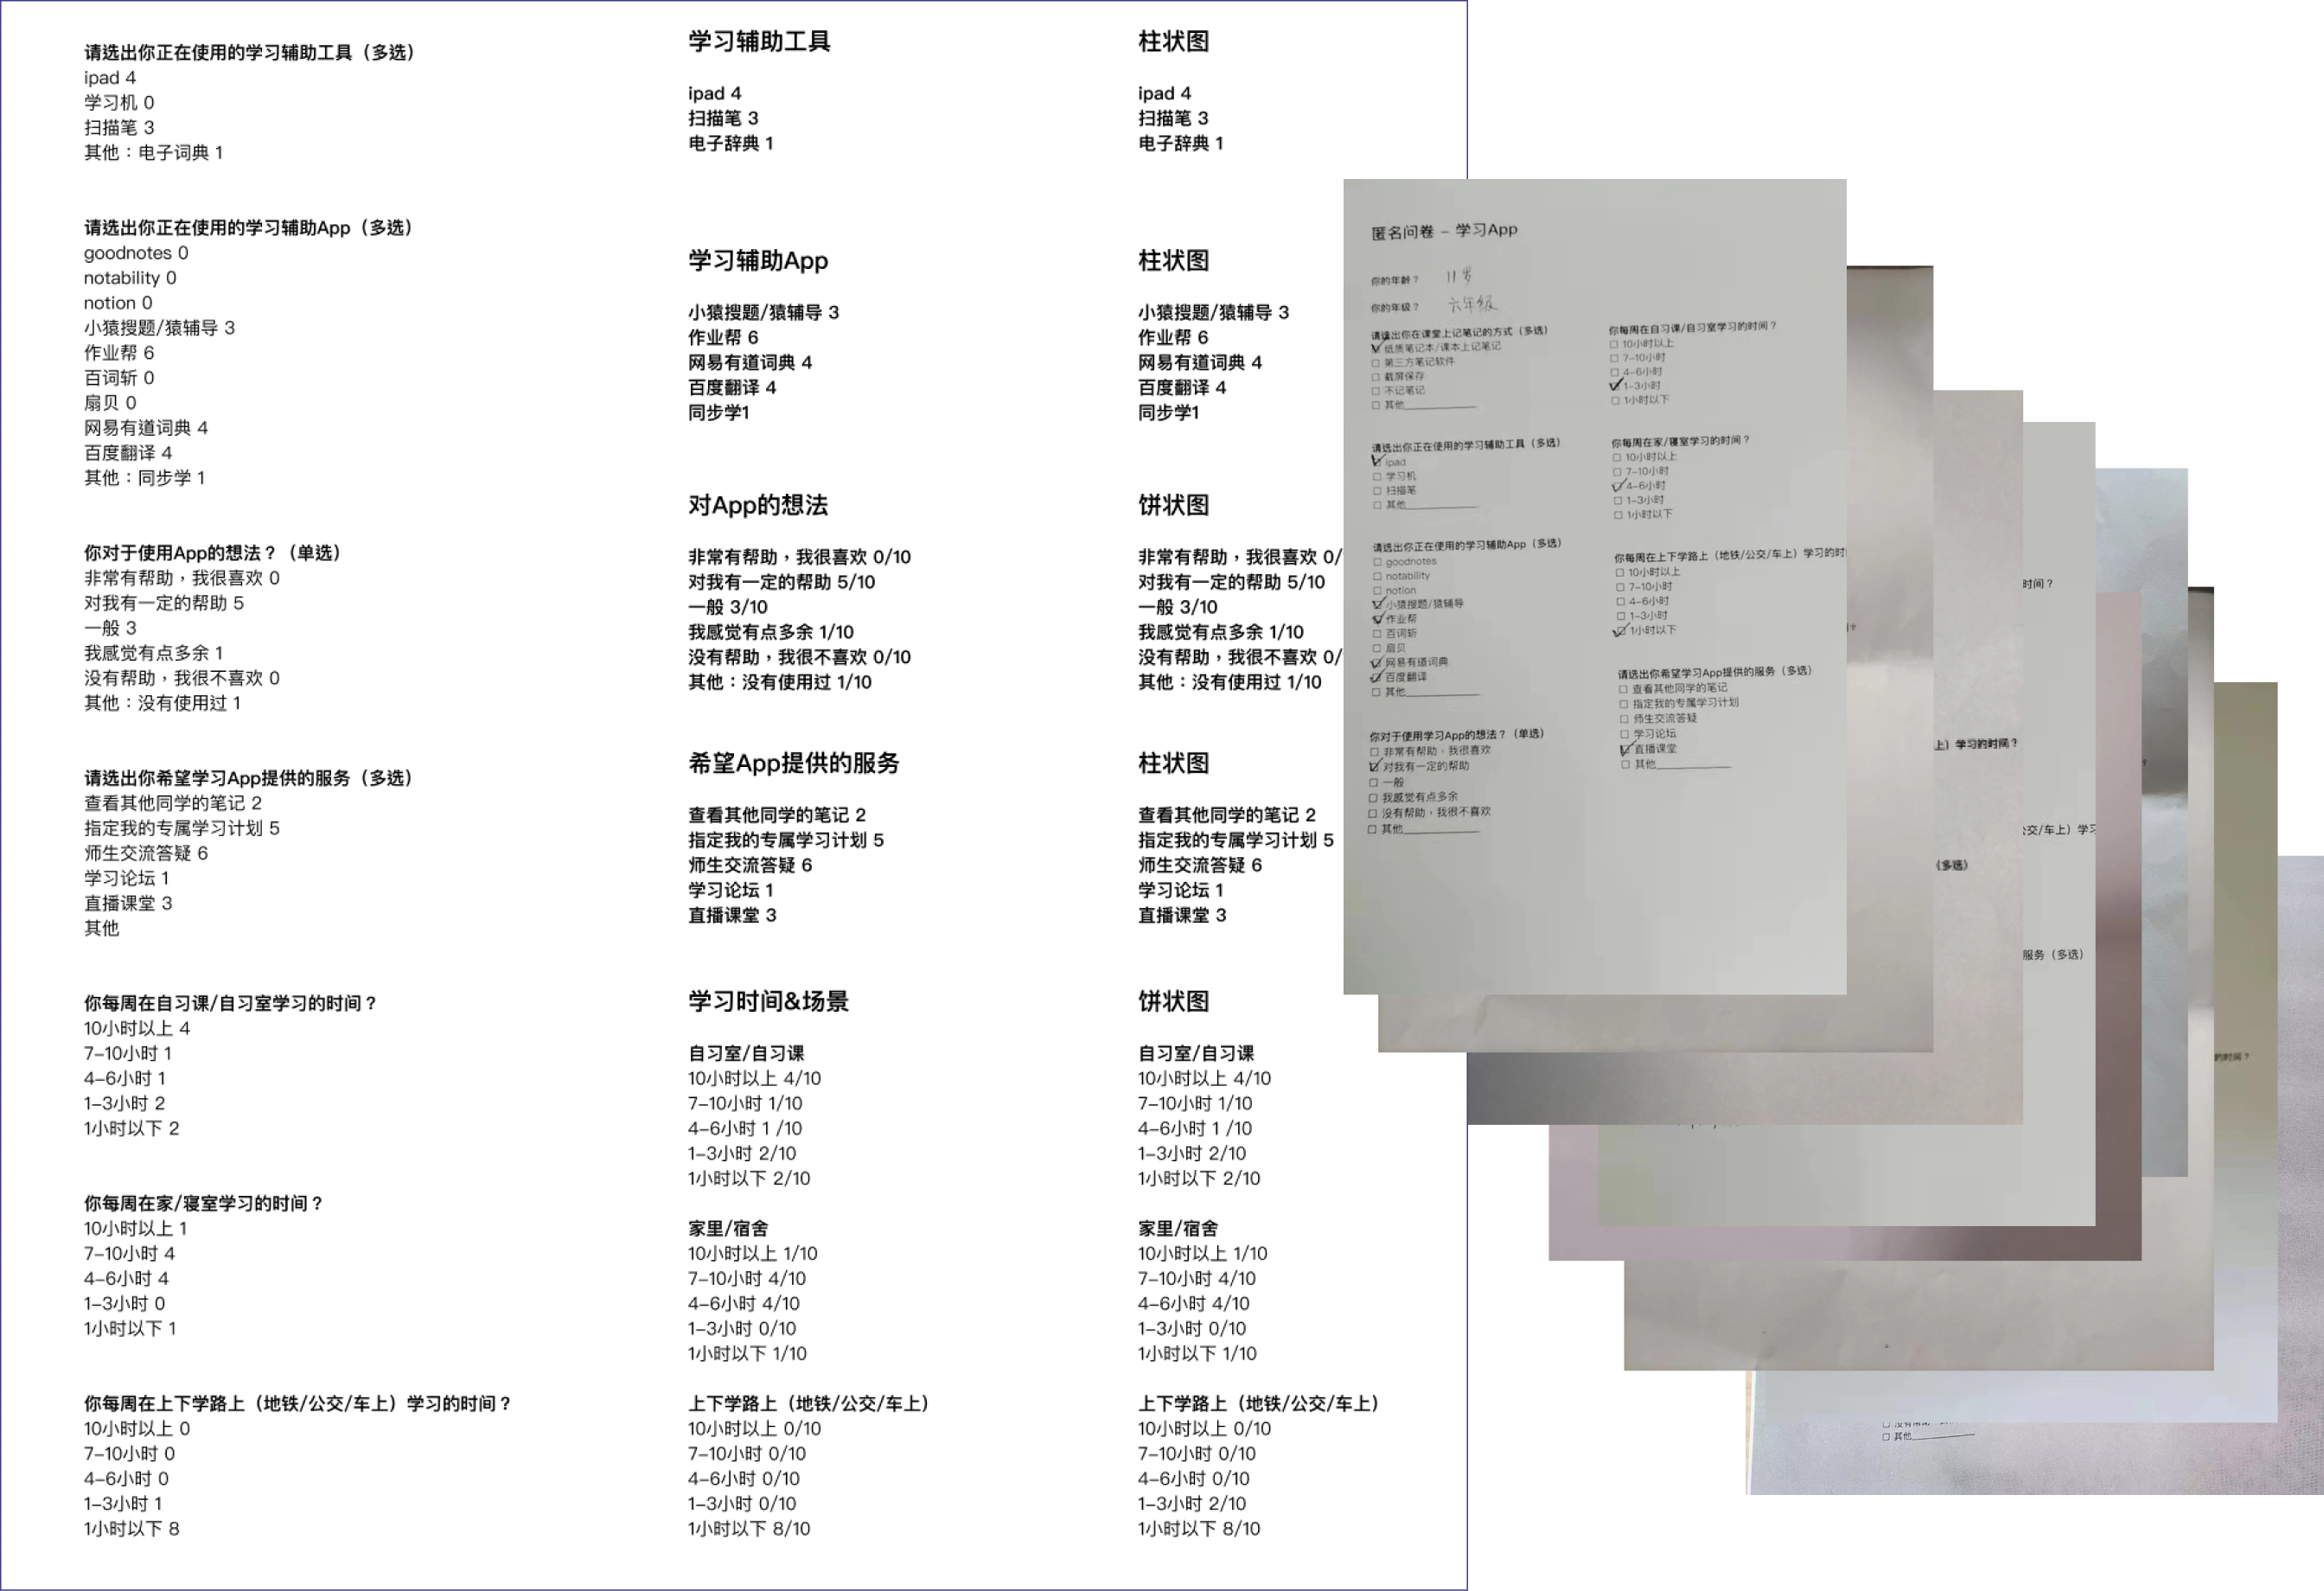 请选出你正在使用的学习辅助工具（多选）
ipad 4
学习机 0
扫描笔 3
其他：电子词典 1
请选出你正在使用的学习辅助App（多选）
goodnotes 0
notability 0
notion 0
小猿搜题/猿辅导 3
作业帮 6
百词斩 0
扇贝 0
网易有道词典 4
百度翻译 4
其他：同步学 1
你对于使用App的想法？（单选）
非常有帮助，我很喜欢 0
对我有一定的帮助 5
一般 3
我感觉有点多余 1
没有帮助，我很不喜欢 0
其他：没有使用过 1
请选出你希望学习App提供的服务（多选）
查看其他同学的笔记 2
指定我的专属学习计划 5
师生交流答疑 6
学习论坛 1
直播课堂 3
其他
你每周在自习课/自习室学习的时间？
10小时以上 4
7–10小时 1
4–6小时 1
1–3小时 2
1小时以下 2
你每周在家/寝室学习的时间？
10小时以上 1
7–10小时 4
4–6小时 4
1–3小时 0
1小时以下 1
你每周在上下学路上（地铁/公交/车上）学习的时间？
10小时以上 0
7–10小时 0
4–6小时 0
1–3小时 1
1小时以下 8
学习辅助工具
ipad 4
扫描笔 3
电子辞典 1
学习辅助App
小猿搜题/猿辅导 3
作业帮 6
网易有道词典 4
百度翻译 4
同步学1
对App的想法
非常有帮助，我很喜欢 0/10
对我有一定的帮助 5/10
一般 3/10
我感觉有点多余 1/10
没有帮助，我很不喜欢 0/10
其他：没有使用过 1/10
希望App提供的服务
查看其他同学的笔记 2
指定我的专属学习计划 5
师生交流答疑 6
学习论坛 1
直播课堂 3
学习时间&场景
自习室/自习课
10小时以上 4/10
7–10小时 1/10
4–6小时 1 /10
1–3小时 2/10
1小时以下 2/10
家里/宿舍
10小时以上 1/10
7–10小时 4/10
4–6小时 4/10
1–3小时 0/10
1小时以下 1/10
上下学路上（地铁/公交/车上）
10小时以上 0/10
7–10小时 0/10
4–6小时 0/10
1–3小时 0/10
1小时以下 8/10
柱状图
ipad 4
扫描笔 3
电子辞典 1
柱状图
小猿搜题/猿辅导 3
作业帮 6
网易有道词典 4
百度翻译 4
同步学1
饼状图
非常有帮助，我很喜欢 0/
对我有一定的帮助 5/10
一般 3/10
我感觉有点多余 1/10
没有帮助，我很不喜欢 0/
其他：没有使用过 1/10
柱状图
查看其他同学的笔记 2
指定我的专属学习计划 5
师生交流答疑 6
学习论坛 1
直播课堂 3
饼状图
自习室/自习课
10小时以上 4/10
7–10小时 1/10
4–6小时 1 /10
1–3小时 2/10
1小时以下 2/10
家里/宿舍
10小时以上 1/10
7–10小时 4/10
4–6小时 4/10
1–3小时 0/10
1小时以下 1/10
上下学路上（地铁/公交/车上）
10小时以上 0/10
7–10小时 0/10
4–6小时 0/10
1–3小时 2/10
1小时以下 8/10
匿名问卷 – 学习App
你的年龄？ 11岁
你的年级？ 六年级
请选出你在课堂上记笔记的方式（多选）
纸质笔记本/课本上记笔记
第三方笔记软件
截屏保存
不记笔记
其他
请选出你正在使用的学习辅助工具（多选）
ipad
学习机
扫描笔
其他
请选出你正在使用的学习辅助App（多选）
goodnotes
notability
notion
小猿搜题/猿辅导
作业帮
百词斩
扇贝
网易有道词典
百度翻译
其他
你对于使用学习App的想法？（单选）
非常有帮助，我很喜欢
对我有一定的帮助
一般
我感觉有点多余
没有帮助，我很不喜欢
其他
你每周在自习课/自习室学习的时间？
10小时以上
7–10小时
4–6小时
1–3小时
1小时以下
你每周在家/寝室学习的时间？
10小时以上
7–10小时
4–6小时
1–3小时
1小时以下
你每周在上下学路上（地铁/公交/车上）学习的时
10小时以上
7–10小时
4–6小时
1–3小时
1小时以下
请选出你希望学习App提供的服务（多选）
查看其他同学的笔记
指定我的专属学习计划
师生交流答疑
学习论坛
直播课堂
其他
时间？
上）学习的时间？
（多选）
交/车上）学习
服务（多选）
的时间？
其他